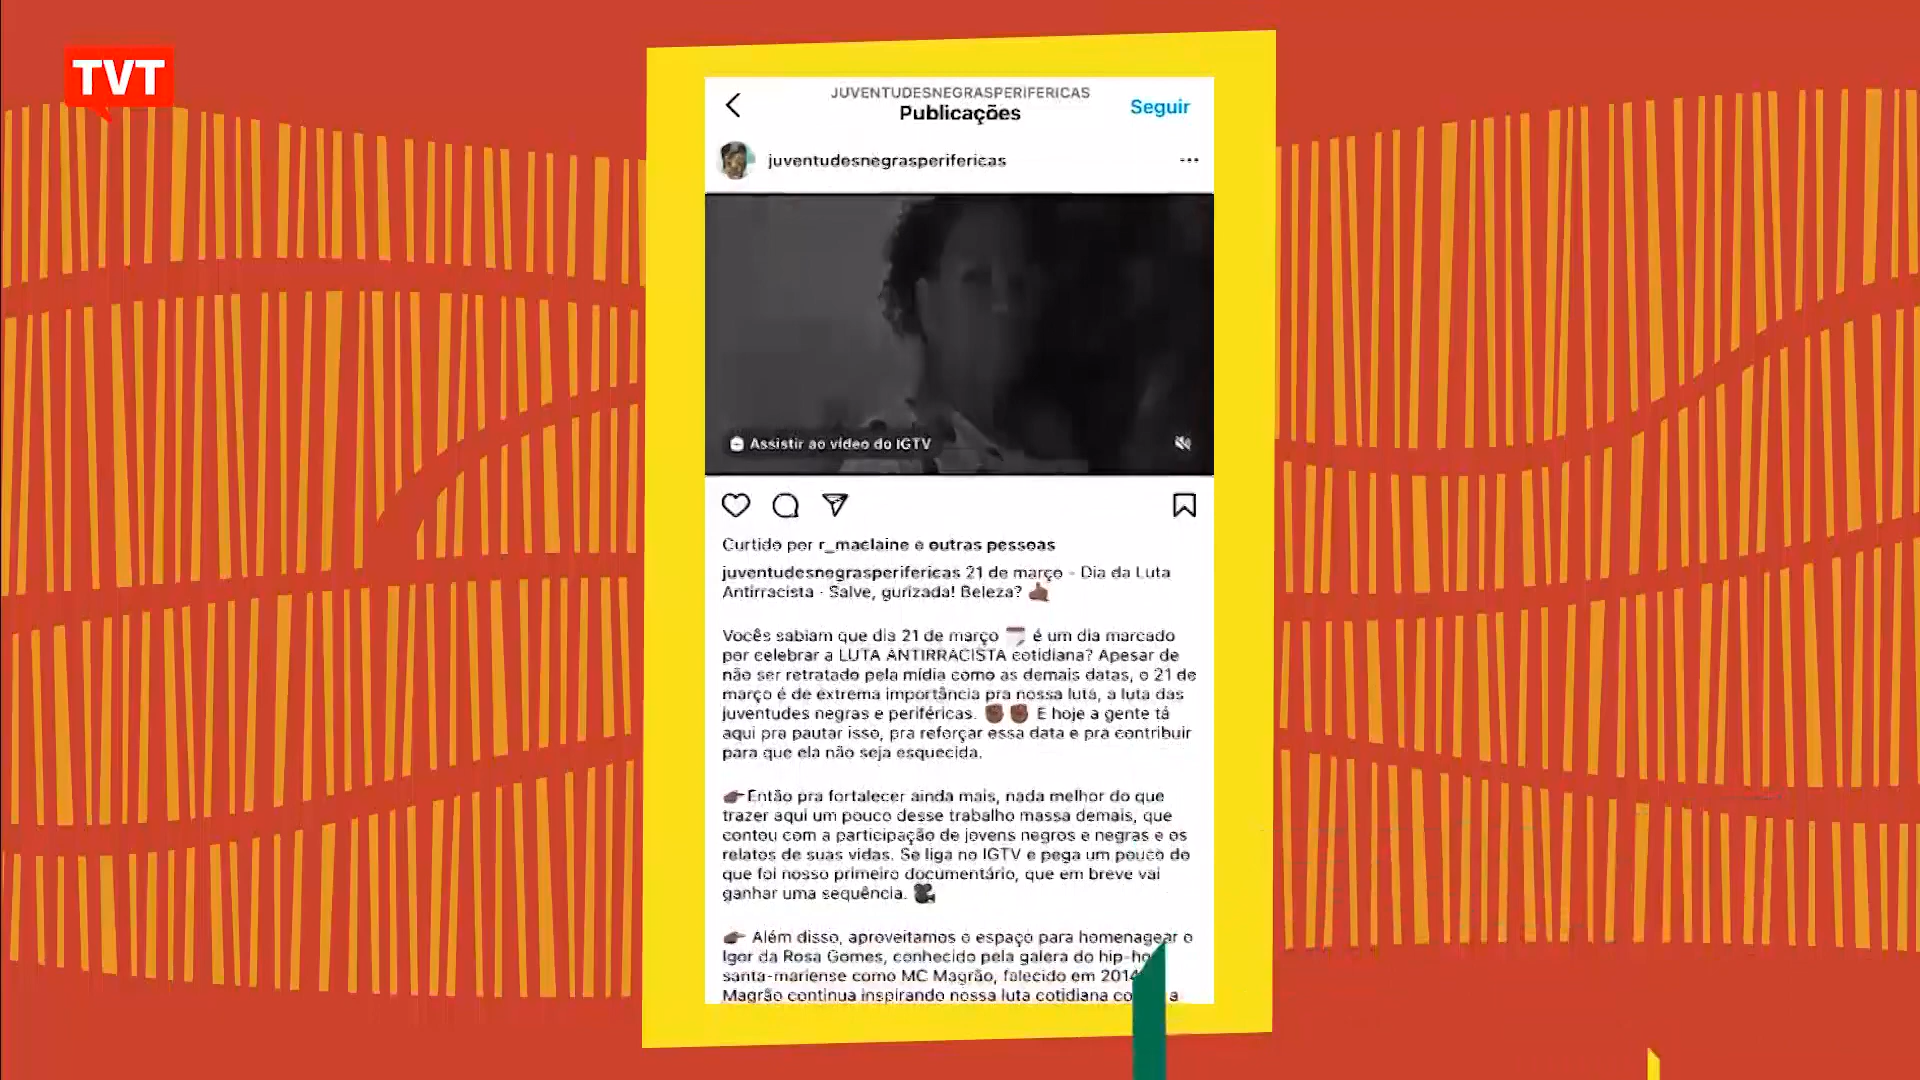 TVT
JUVENTUDESNEGRASPERIFERICAS
Publicações
Seguir
juventudesnegrasperifericas
Assistir ao vídeo do IGTV
Curtido por r_maclaine e outras pessoas
juventudesnegrasperifericas 21 de março - Dia da Luta
Antirracista - Salve, gurizada! Beleza? 🤙🏾
Vocês sabiam que dia 21 de março é um dia marcado
por celebrar a LUTA ANTIRRACISTA cotidiana? Apesar de
não ser retratado pela mídia como as demais datas, o 21 de
março é de extrema importância pra nossa luta, a luta das
juventudes negras e periféricas. ✊🏿 ✊🏿 E hoje a gente tá
aqui pra pautar isso, pra reforçar essa data e pra contribuir
para que ela não seja esquecida.
👉🏿Então pra fortalecer ainda mais, nada melhor do que
trazer aqui um pouco desse trabalho massa demais, que
contou com a participação de jovens negros e negras e os
relatos de suas vidas. Se liga no IGTV e pega um pouco do
que foi nosso primeiro documentário, que em breve vai
ganhar uma sequência. 🎥
👉🏿 Além disso, aproveitamos o espaço para homenagear o
Igor da Rosa Gomes, conhecido pela galera do hip-ho
santa-mariense como MC Magrão, falecido em 2014
Magrão continua inspirando nossa luta cotidiana co a